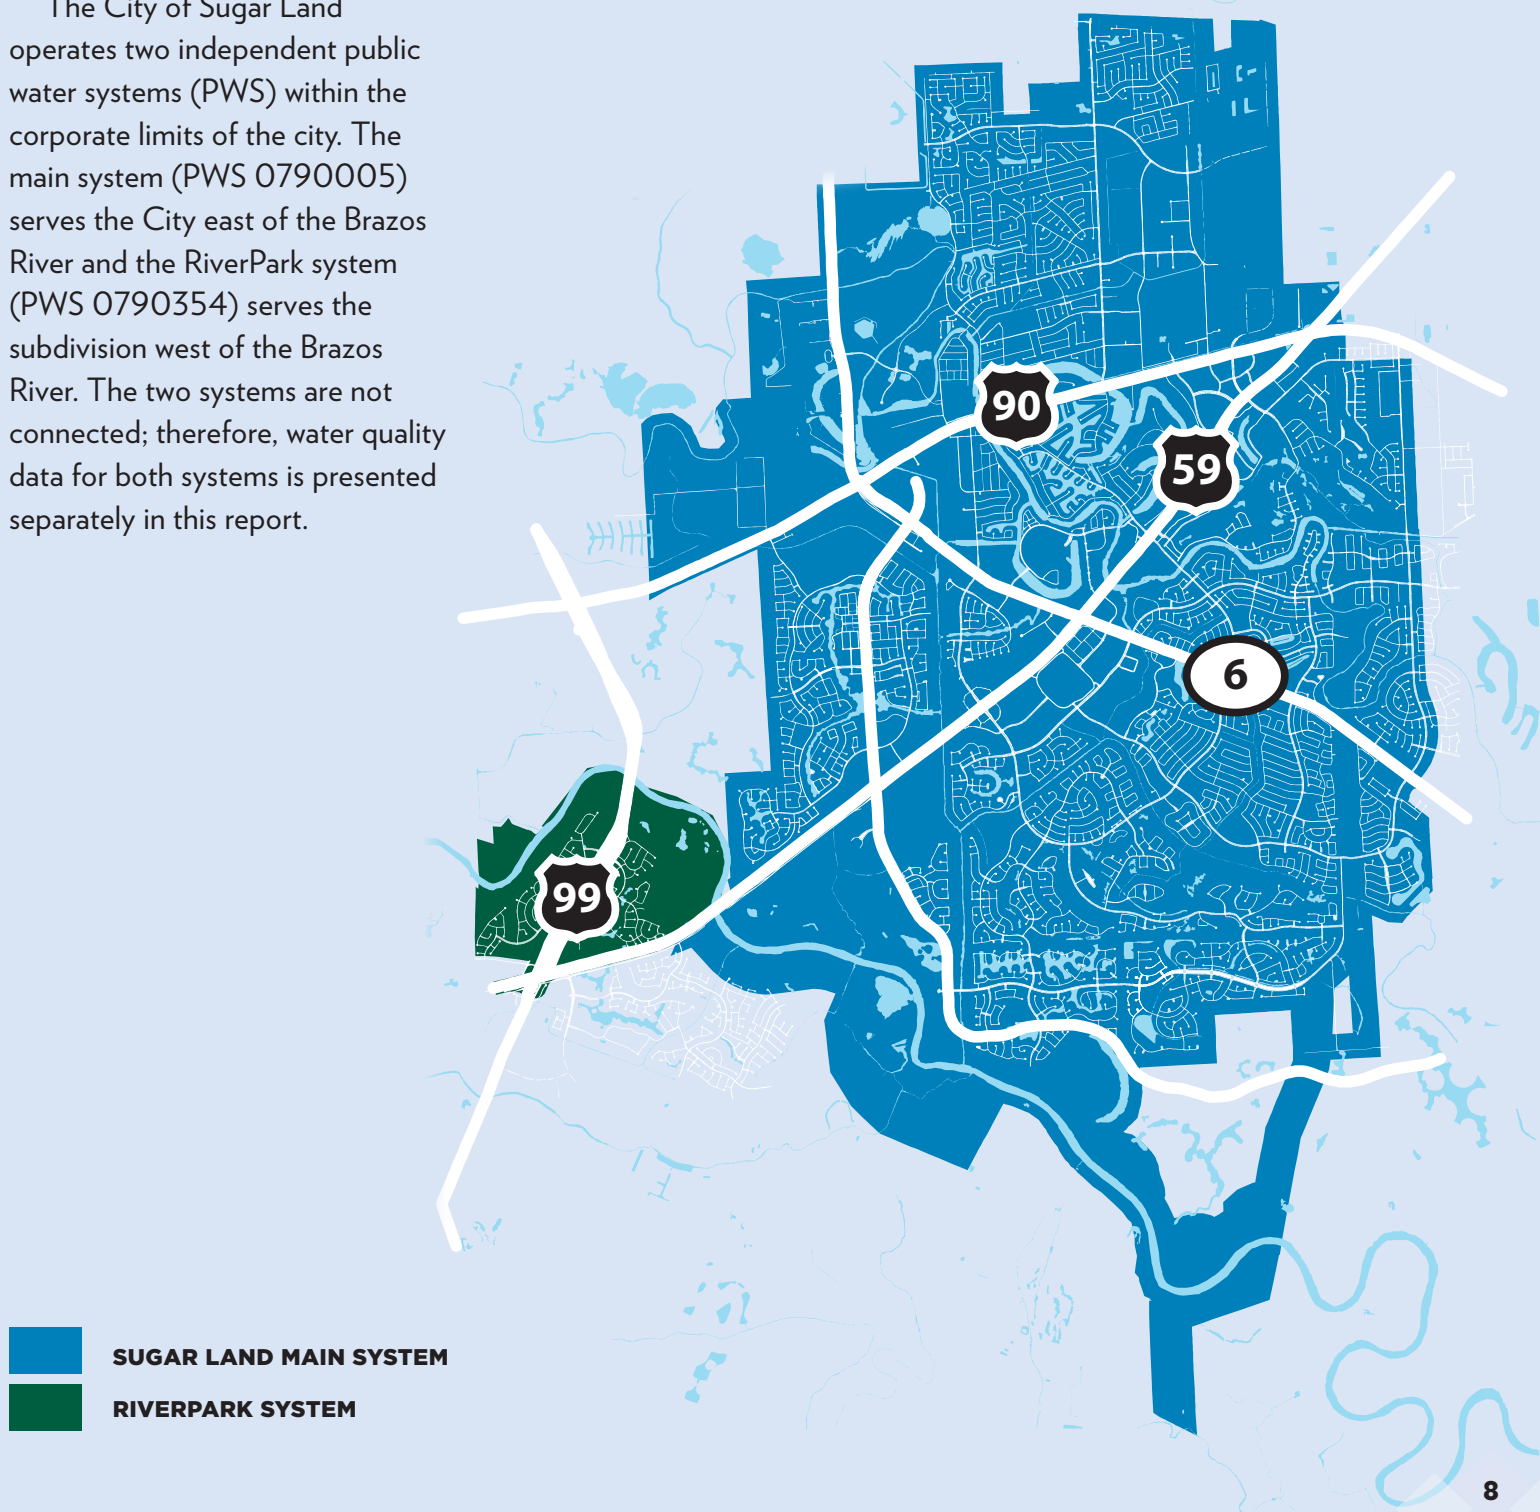 The City of Sugar Land
operates two independent public
water systems (PWS) within the
corporate limits of the city. The
main system (PWS 0790005)
serves the City east of the Brazos
River and the RiverPark system
(PWS 0790354) serves the
subdivision west of the Brazos
River. The two systems are not
connected; therefore, water quality
data for both systems is presented
separately in this report.
90
59
6
99
SUGAR LAND MAIN SYSTEM
RIVERPARK SYSTEM
8